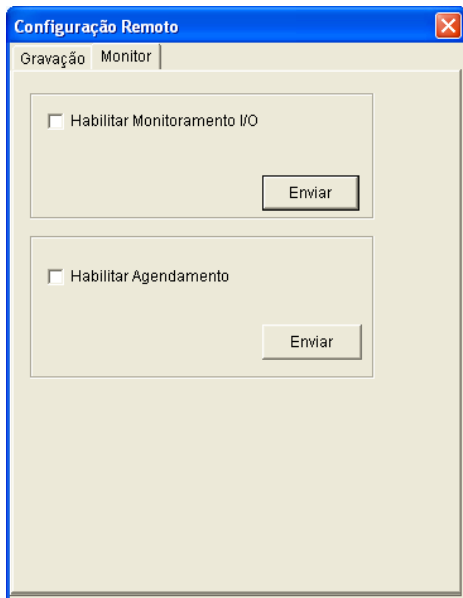 Configuração Remoto
Gravação Monitor
Habilitar Monitoramento I/O
Enviar
Habilitar Agendamento
Enviar